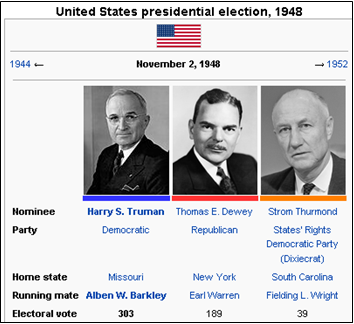 United States presidential election, 1948
1944 ← November 2, 1948 → 1952
Nominee Harry S. Truman Thomas E. Dewey Strom Thurmond
Party Democratic Republican States' Rights
Democratic Party
(Dixiecrat)
Home state Missouri New York South Carolina
Running mate Alben W. Barkley Earl Warren Fielding L. Wright
Electoral vote 303 189 39